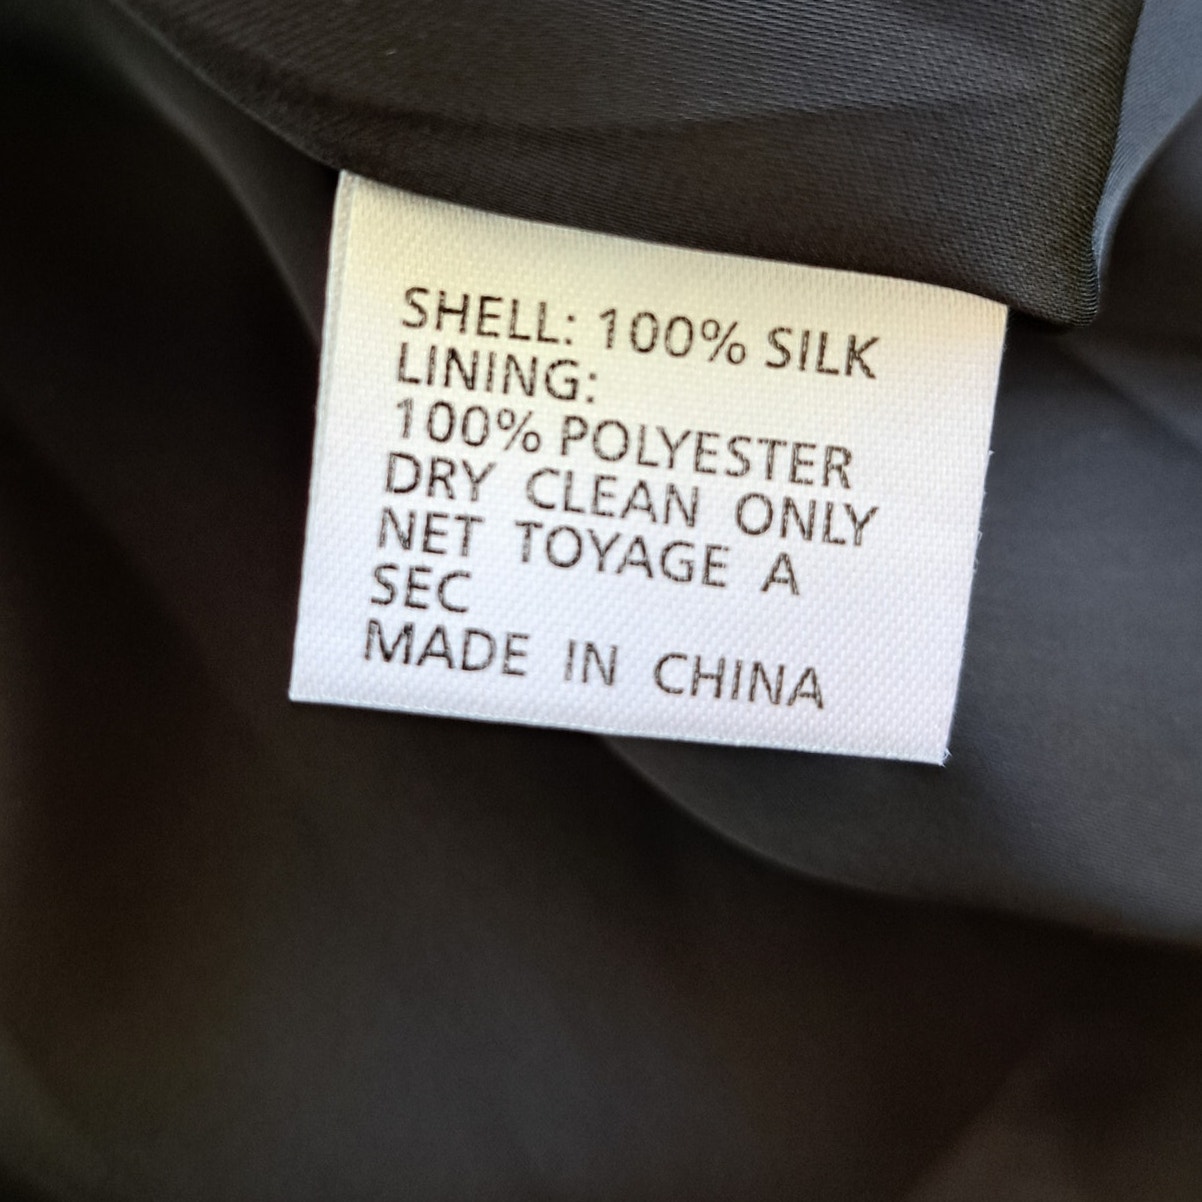 SHELL: 100% SILK
LINING:
100% POLYESTER
DRY CLEAN ONLY
NET TOYAGE A
SEC
MADE IN CHINA